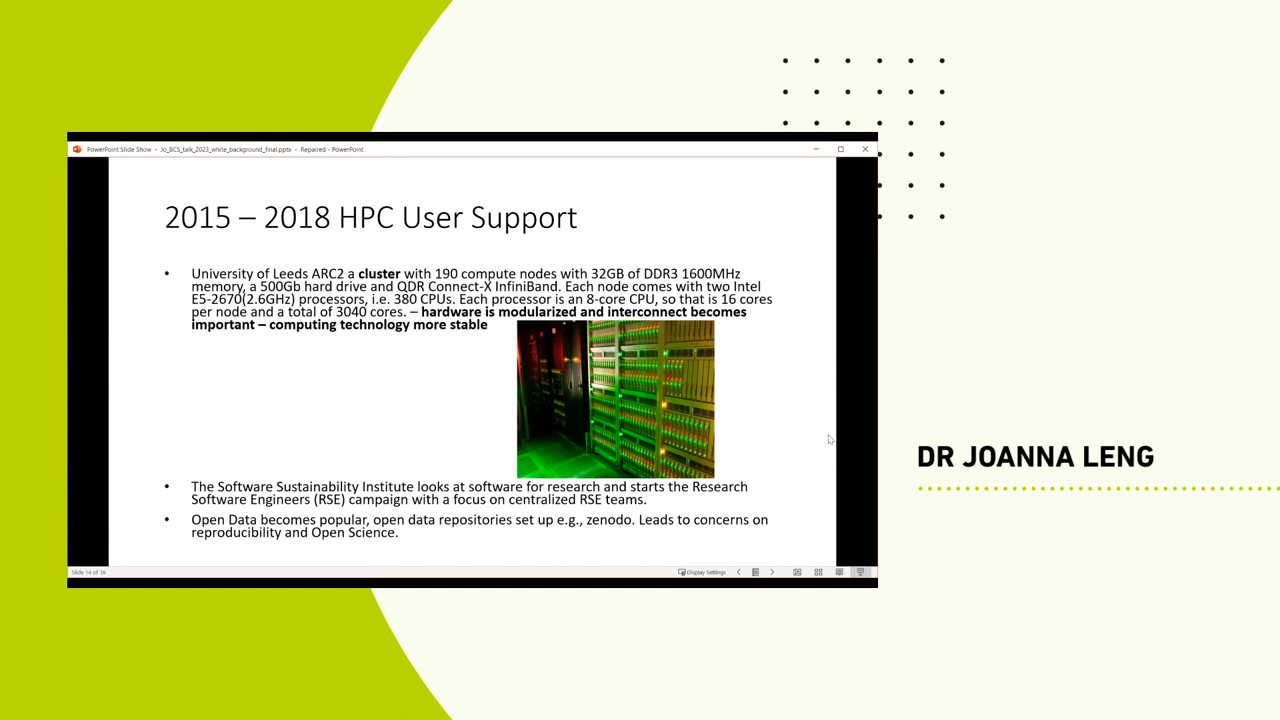 PowerPoint Slide Show - Jo_BCS_talk_2023_white_background_final.pptx - Repaired - PowerPoint
2015 – 2018 HPC User Support
• University of Leeds ARC2 a cluster with 190 compute nodes with 32GB of DDR3 1600MHz
memory, a 500Gb hard drive and QDR Connect-X InfiniBand. Each node comes with two Intel
E5-2670(2.6GHz) processors, i.e. 380 CPUs. Each processor is an 8-core CPU, so that is 16 cores
per node and a total of 3040 cores. – hardware is modularized and interconnect becomes
important – computing technology more stable
• The Software Sustainability Institute looks at software for research and starts the Research
Software Engineers (RSE) campaign with a focus on centralized RSE teams.
• Open Data becomes popular, open data repositories set up e.g., zenodo. Leads to concerns on
reproducibility and Open Science.
Slide 14 of 36
Display Settings
DR JOANNA LENG